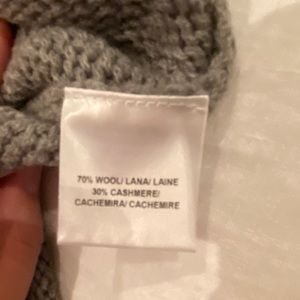 70% WOOL/ LANA/ LAINE
30% CASHMERE/
CACHEMIRA/ CACHEMIRE